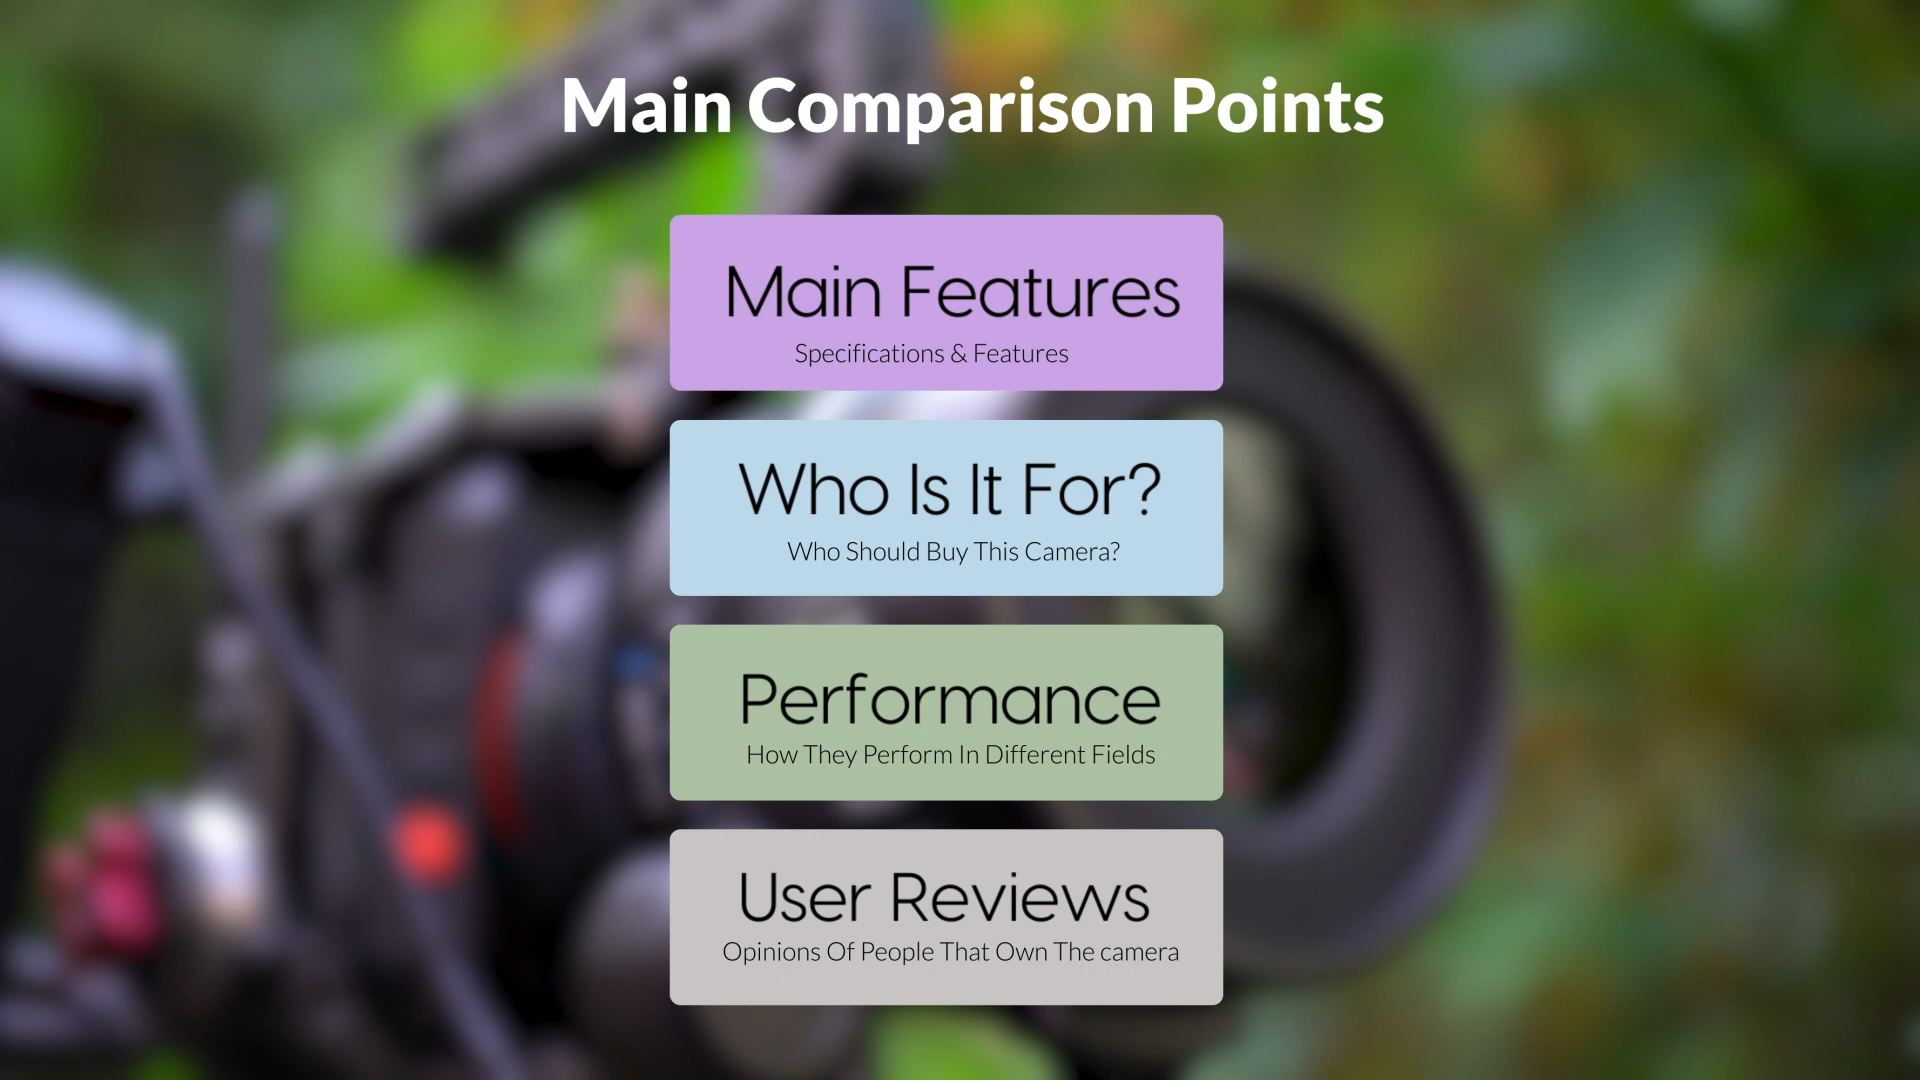 Main Comparison Points
Main Features
Specifications & Features
Who Is It For?
Who Should Buy This Camera?
Performance
How They Perform In Different Fields
User Reviews
Opinions Of People That Own The camera